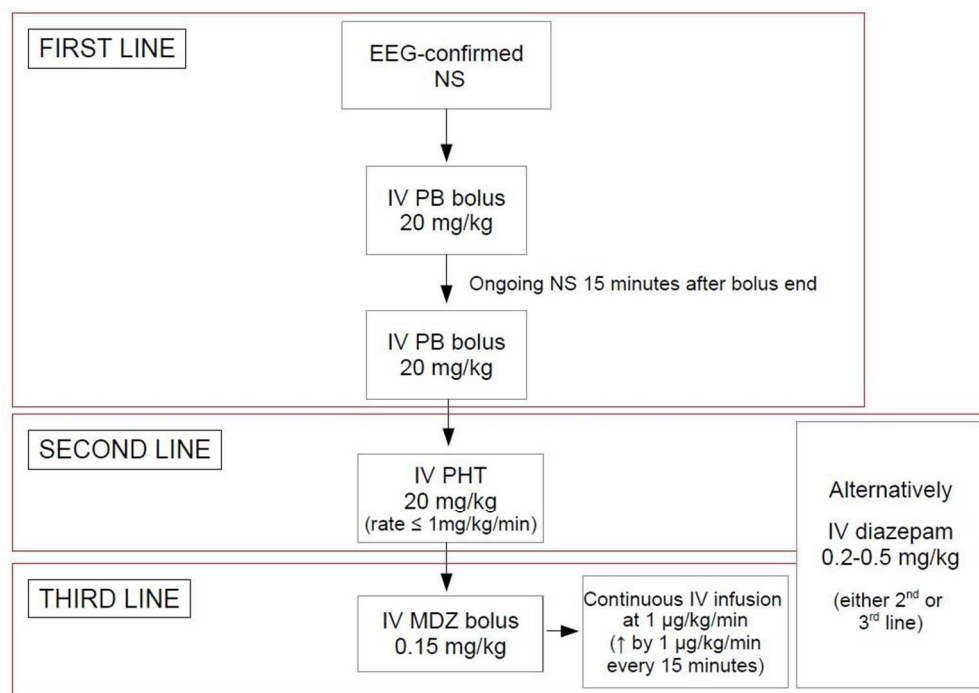 FIRST LINE
EEG-confirmed
NS
IV PB bolus
20 mg/kg
Ongoing NS 15 minutes after bolus end
IV PB bolus
20 mg/kg
SECOND LINE
IV PHT
20 mg/kg
(rate ≤ 1mg/kg/min)
THIRD LINE
IV MDZ bolus
0.15 mg/kg
Continuous IV infusion
at 1 µg/kg/min
(↑ by 1 µg/kg/min
every 15 minutes)
Alternatively
IV diazepam
0.2-0.5 mg/kg
(either 2nd or
3rd line)